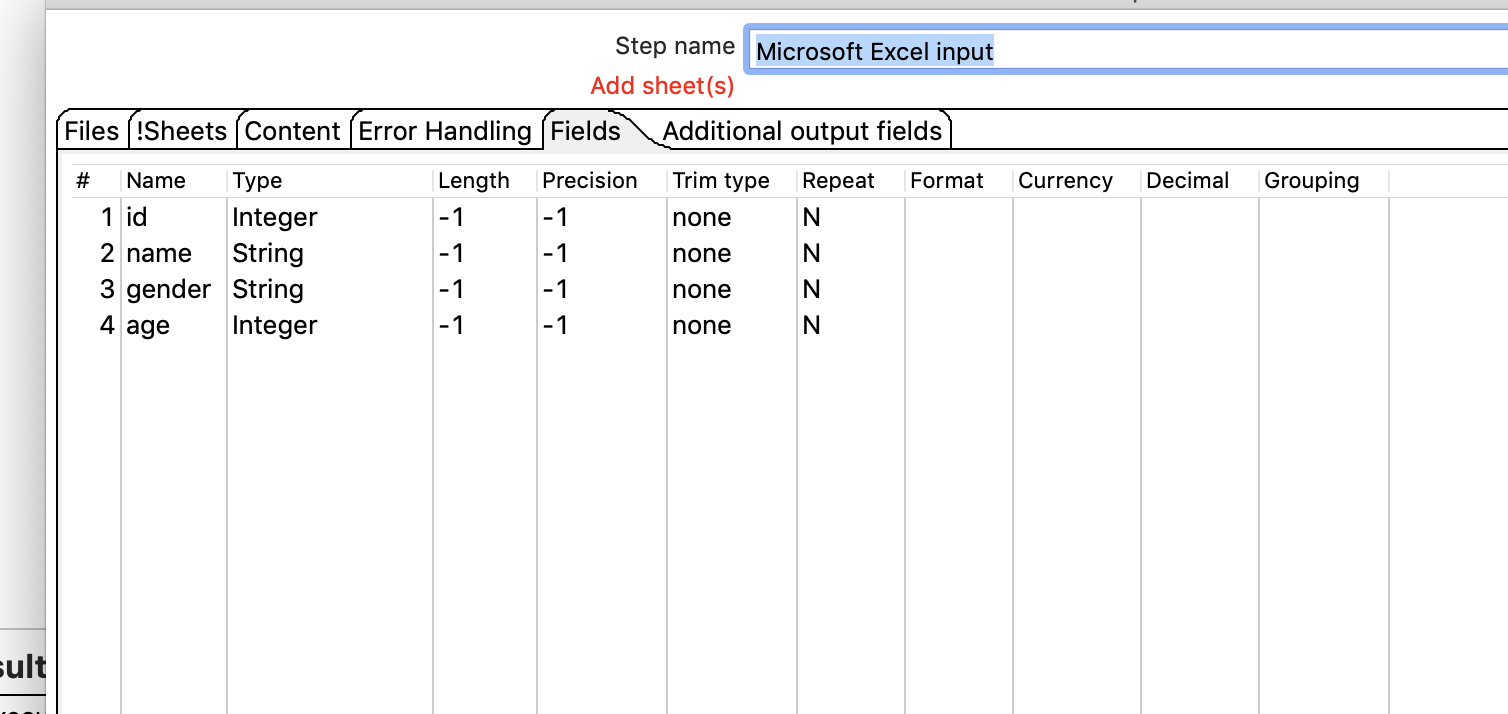 Step name Microsoft Excel input
Add sheet(s)
Files !Sheets Content Error Handling Fields Additional output fields
# Name Type Length Precision Trim type Repeat Format Currency Decimal Grouping
1 id Integer -1 -1 none N
2 name String -1 -1 none N
3 gender String -1 -1 none N
4 age Integer -1 -1 none N
sult